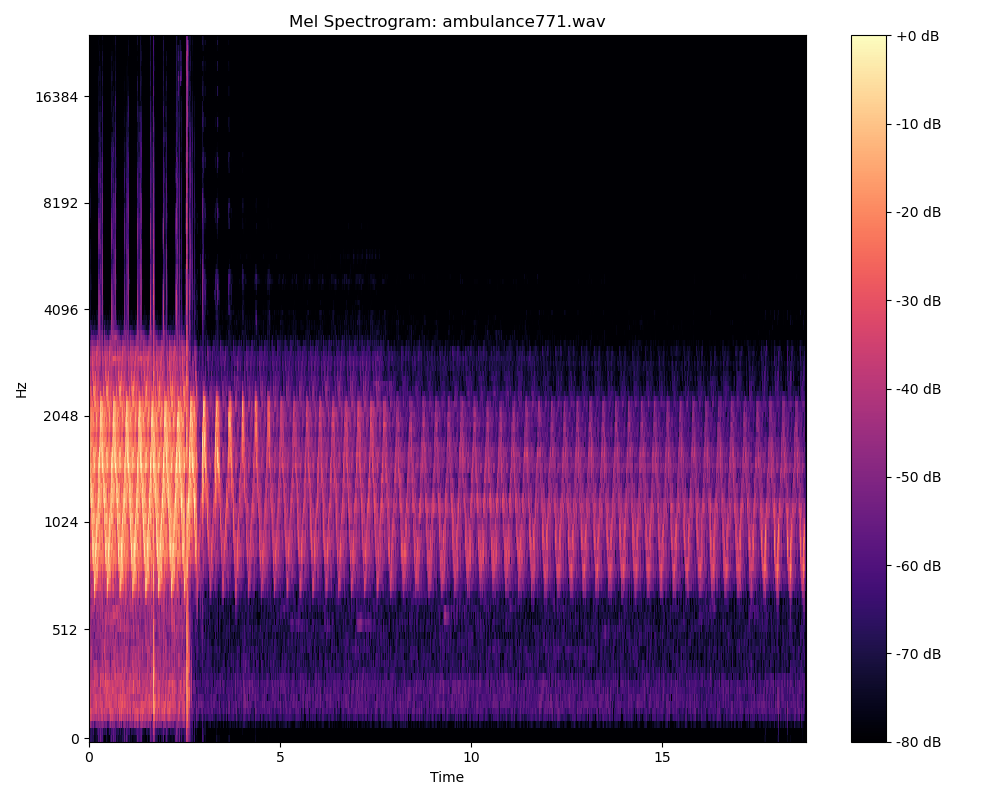 Mel Spectrogram: ambulance771.wav
+0 dB
16384
-10 dB
-20 dB
8192
-30 dB
4096
Hz
-40 dB
2048
-50 dB
1024
-60 dB
512
-70 dB
0
-80 dB
0 5 10 15
Time